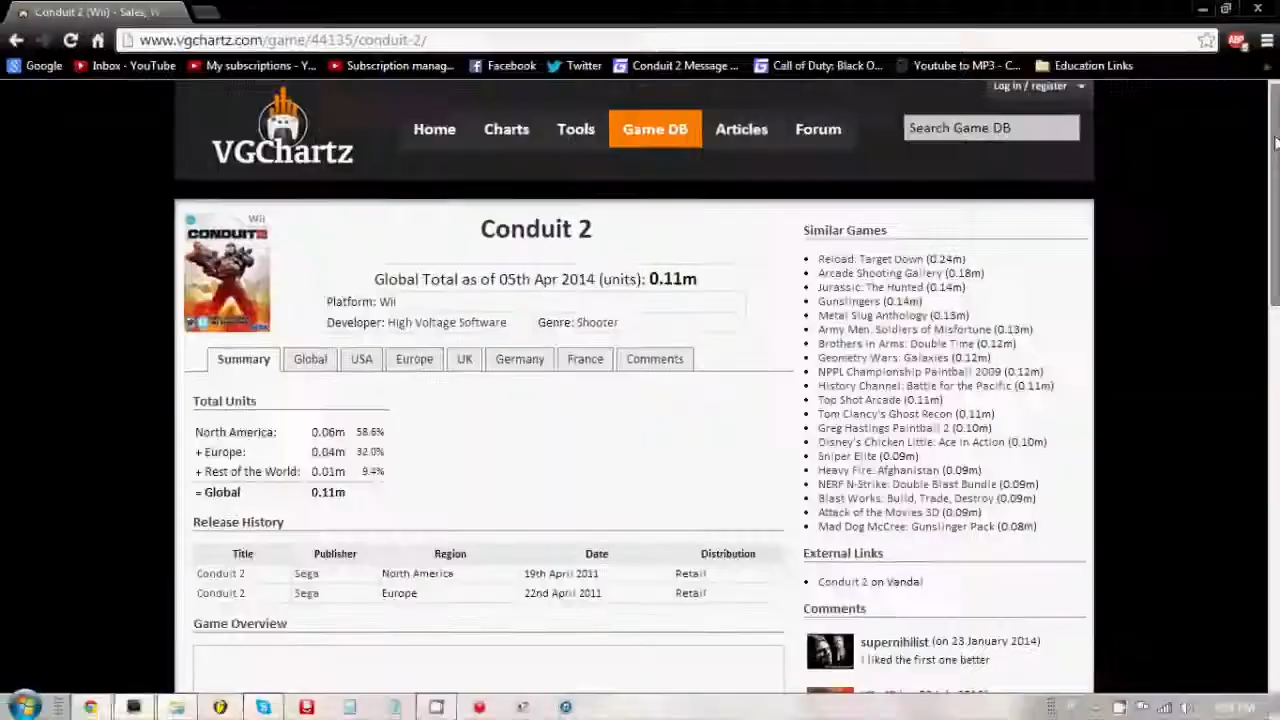 Conduit 2 (Wii) - Sales, W
www.vgchartz.com/game/44135/conduit-2/
Google Inbox - YouTube My subscriptions - Y... Subscription manag... Facebook Twitter Conduit 2 Message ... Call of Duty: Black O... Youtube to MP3 - C... Education Links »
Log in / register
VGChartz
Home Charts Tools Game DB Articles Forum
Search Game DB
Wii
CONDUIT 2
Conduit 2
Global Total as of 05th Apr 2014 (units): 0.11m
Platform: Wii
Developer: High Voltage Software Genre: Shooter
Summary Global USA Europe UK Germany France Comments
Total Units
North America: 0.06m 58.6%
+ Europe: 0.04m 32.0%
+ Rest of the World: 0.01m 9.4%
= Global 0.11m
Release History
Title Publisher Region Date Distribution
Conduit 2 Sega North America 19th April 2011 Retail
Conduit 2 Sega Europe 22nd April 2011 Retail
Game Overview
Similar Games
Reload: Target Down (0.24m)
Arcade Shooting Gallery (0.18m)
Jurassic: The Hunted (0.14m)
Gunslingers (0.14m)
Metal Slug Anthology (0.13m)
Army Men: Soldiers of Misfortune (0.13m)
Brothers in Arms: Double Time (0.12m)
Geometry Wars: Galaxies (0.12m)
NPPL Championship Paintball 2009 (0.12m)
History Channel: Battle for the Pacific (0.11m)
Top Shot Arcade (0.11m)
Tom Clancy's Ghost Recon (0.11m)
Greg Hastings Paintball 2 (0.10m)
Disney's Chicken Little: Ace in Action (0.10m)
Sniper Elite (0.09m)
Heavy Fire: Afghanistan (0.09m)
NERF N-Strike: Double Blast Bundle (0.09m)
Blast Works: Build, Trade, Destroy (0.09m)
Attack of the Movies 3D (0.09m)
Mad Dog McCree: Gunslinger Pack (0.08m)
External Links
Conduit 2 on Vandal
Comments
supernihilist (on 23 January 2014)
I liked the first one better